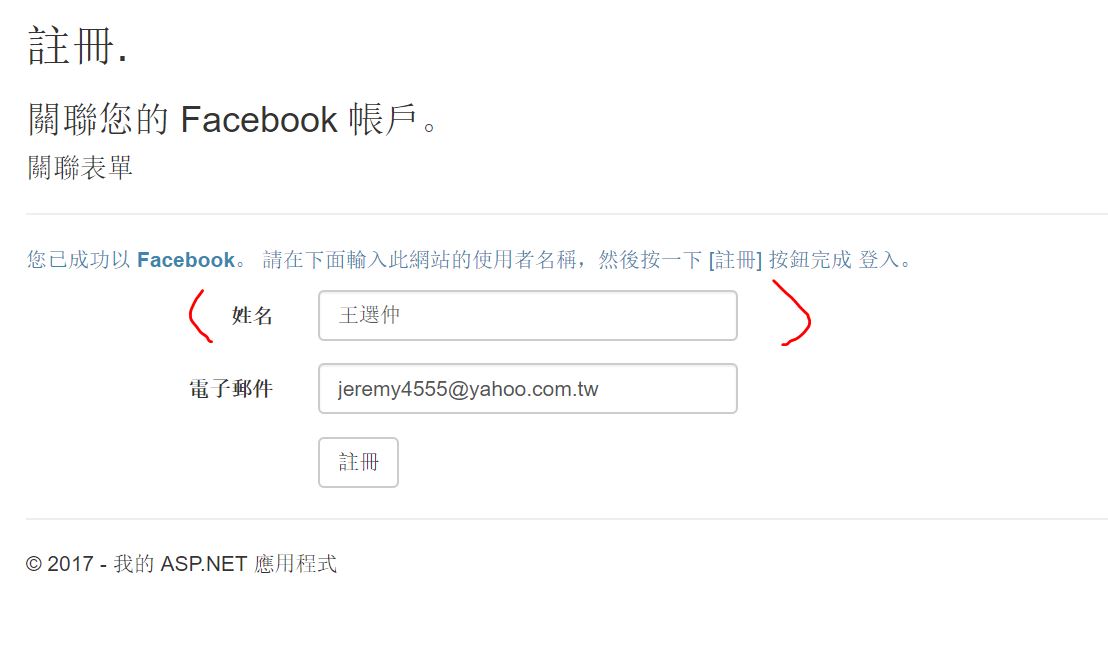 註冊.
關聯您的 Facebook 帳戶。
關聯表單
您已成功以 Facebook。 請在下面輸入此網站的使用者名稱，然後按一下 [註冊] 按鈕完成 登入。
姓名 王選仲
電子郵件 jeremy4555@yahoo.com.tw
註冊
© 2017 - 我的 ASP.NET 應用程式